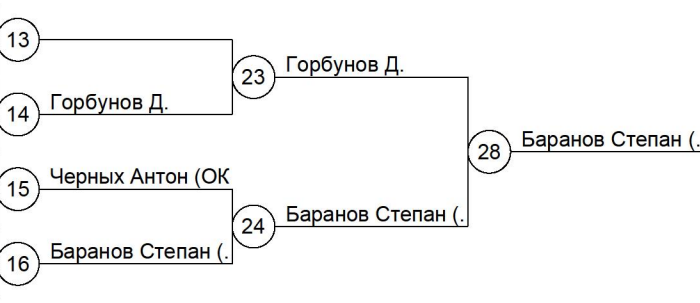 13
Горбунов Д.
23
14
Горбунов Д.
Баранов Степан (.
28
15
Черных Антон (ОК
Баранов Степан (.
24
16
Баранов Степан (.